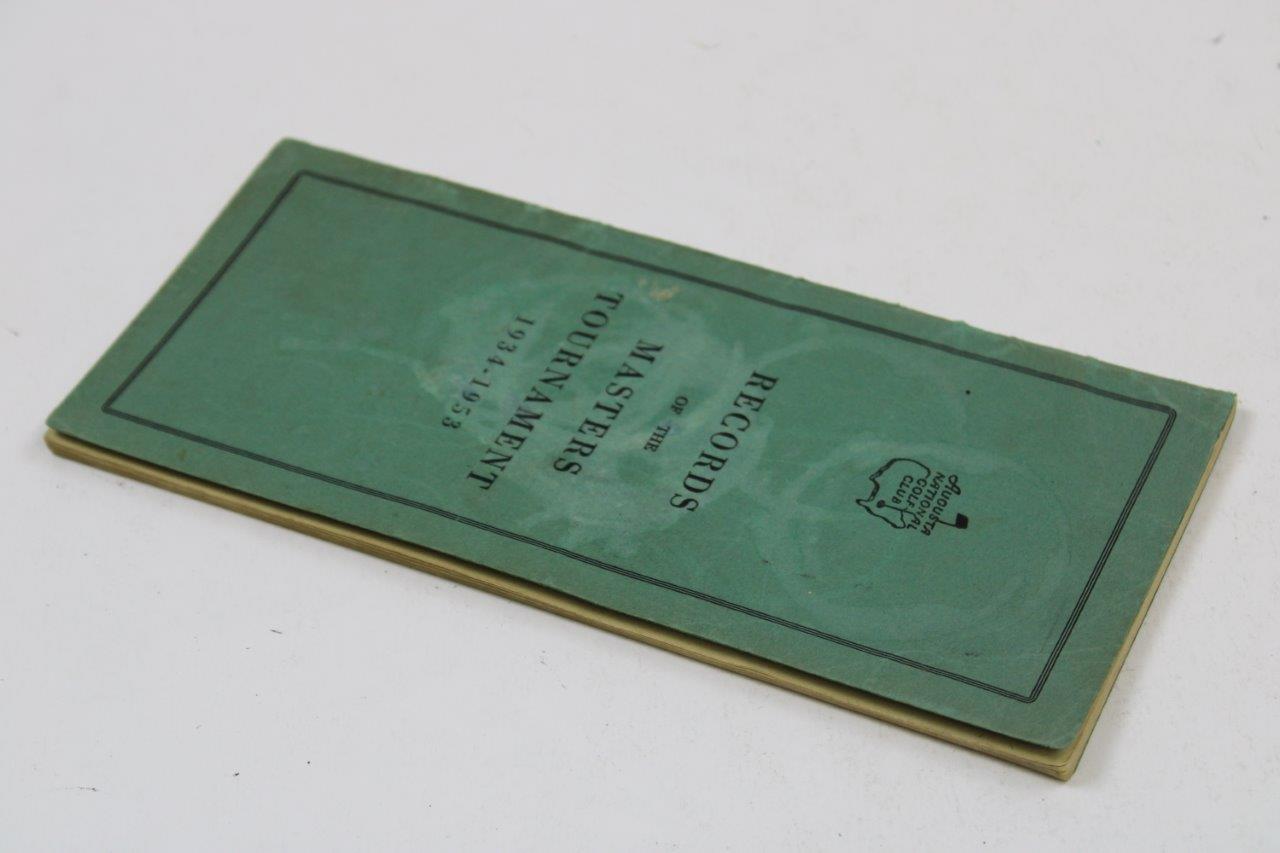 AUGUSTA
NATIONAL
GOLF
CLUB
RECORDS
OF THE
MASTERS
TOURNAMENT
1934-1953